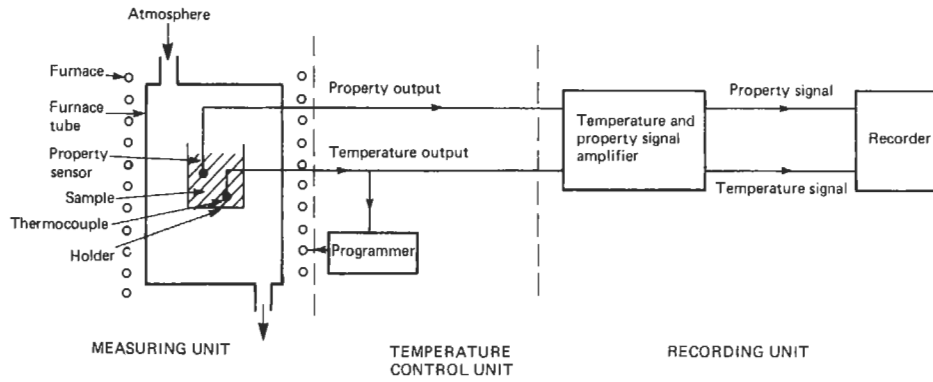 Atmosphere
Furnace
Furnace
tube
Property
sensor
Sample
Thermocouple
Holder
Property output
Temperature output
Programmer
Temperature and
property signal
amplifier
Property signal
Temperature signal
Recorder
MEASURING UNIT
TEMPERATURE
CONTROL UNIT
RECORDING UNIT